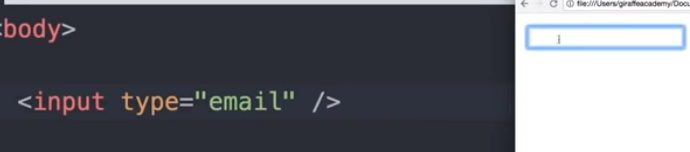 <body>
file:///Users/giraffeacademy/Docu
<input type="email" />